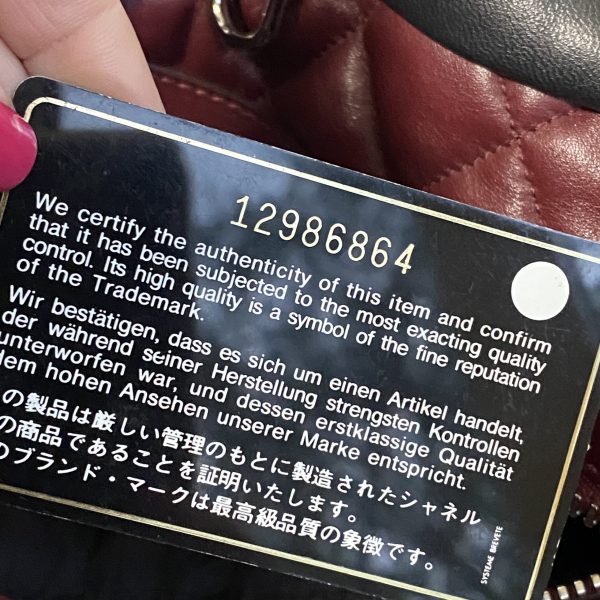 12986864
We certify the authenticity of this item and confirm
that it has been subjected to the most exacting quality
control. Its high quality is a symbol of the fine reputation
of the Trademark.
Wir bestätigen, dass es sich um einen Artikel handelt,
der während seiner Herstellung strengsten Kontrollen
unterworfen war, und dessen erstklassige Qualität
dem hohen Ansehen unserer Marke entspricht.
の製品は厳しい管理のもとに製造されたシャネル
の商品であることを証明いたします。
のブランド・マークは最高級品質の象徴です。
SYSTEME BREVETE